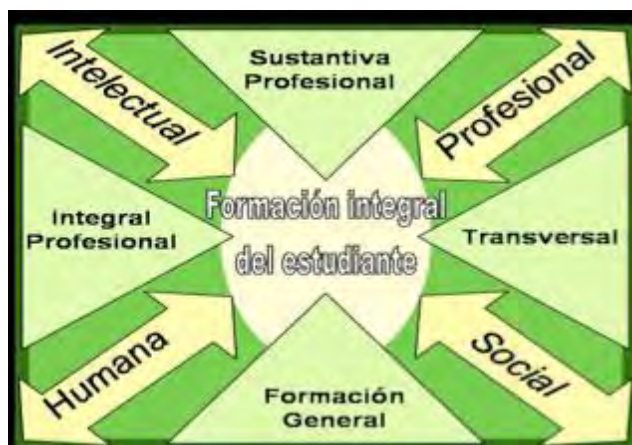 Sustantiva
Profesional
Intelectual
Profesional
Formación integral
del estudiante
Integral
Profesional
Transversal
Humana
Social
Formación
General